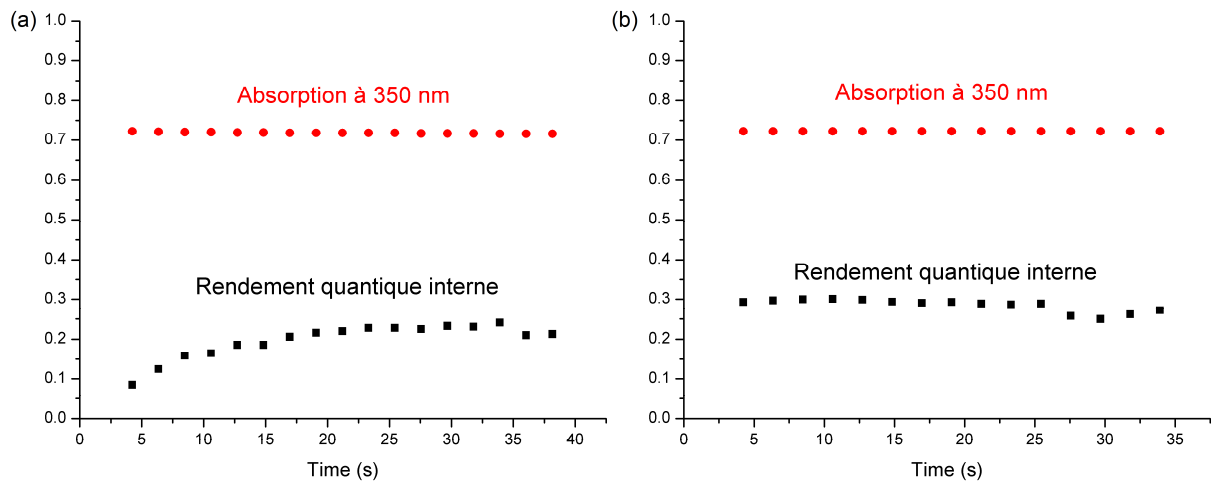 (a)
1.0
0.9
0.8
0.7
0.6
0.5
0.4
0.3
0.2
0.1
0.0
Absorption à 350 nm
Rendement quantique interne
0 5 10 15 20 25 30 35 40
Time (s)
(b)
1.0
0.9
0.8
0.7
0.6
0.5
0.4
0.3
0.2
0.1
0.0
Absorption à 350 nm
Rendement quantique interne
0 5 10 15 20 25 30 35
Time (s)